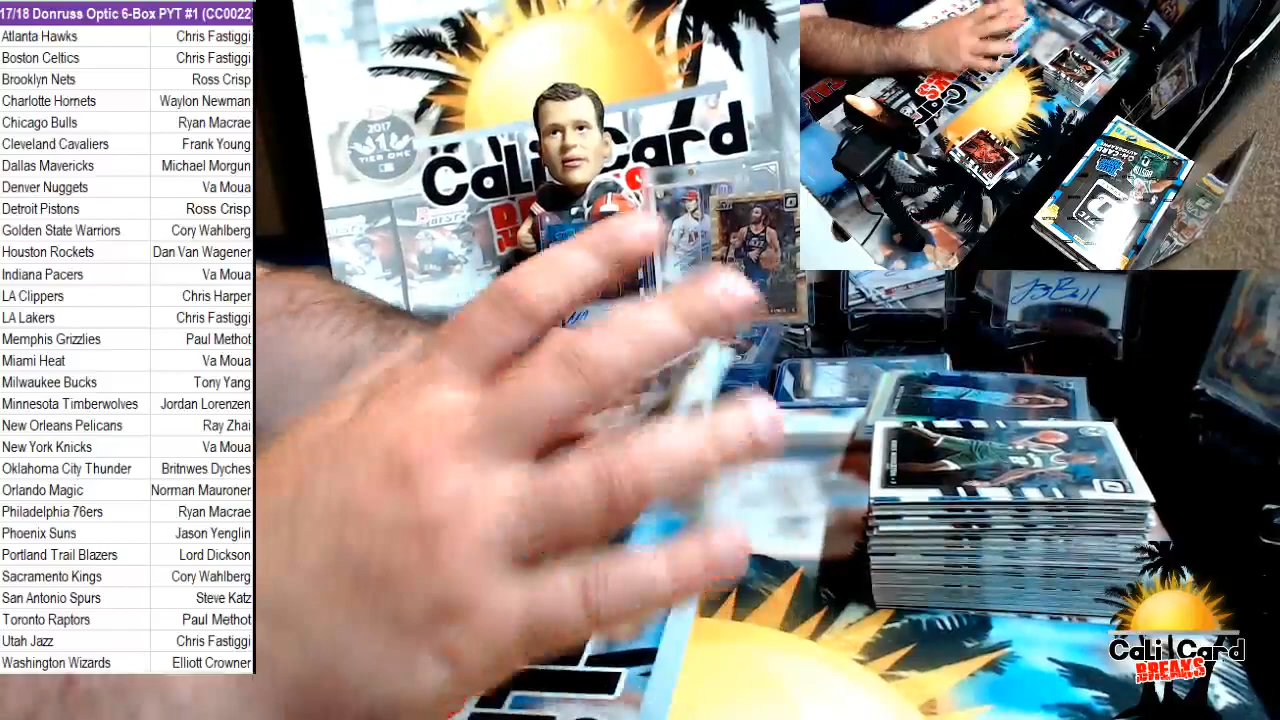 17/18 Donruss Optic 6-Box PYT #1 (CC0022
Atlanta Hawks Chris Fastiggi
Boston Celtics Chris Fastiggi
Brooklyn Nets Ross Crisp
Charlotte Hornets Waylon Newman
Chicago Bulls Ryan Macrae
Cleveland Cavaliers Frank Young
Dallas Mavericks Michael Morgun
Denver Nuggets Va Moua
Detroit Pistons Ross Crisp
Golden State Warriors Cory Wahlberg
Houston Rockets Dan Van Wagener
Indiana Pacers Va Moua
LA Clippers Chris Harper
LA Lakers Chris Fastiggi
Memphis Grizzlies Paul Methot
Miami Heat Va Moua
Milwaukee Bucks Tony Yang
Minnesota Timberwolves Jordan Lorenzen
New Orleans Pelicans Ray Zhai
New York Knicks Va Moua
Oklahoma City Thunder Britnwes Dyches
Orlando Magic Norman Mauroner
Philadelphia 76ers Ryan Macrae
Phoenix Suns Jason Yenglin
Portland Trail Blazers Lord Dickson
Sacramento Kings Cory Wahlberg
San Antonio Spurs Steve Katz
Toronto Raptors Paul Methot
Utah Jazz Chris Fastiggi
Washington Wizards Elliott Crowner
2017
TIER ONE
Cali Card
Cali Card
BREAKS